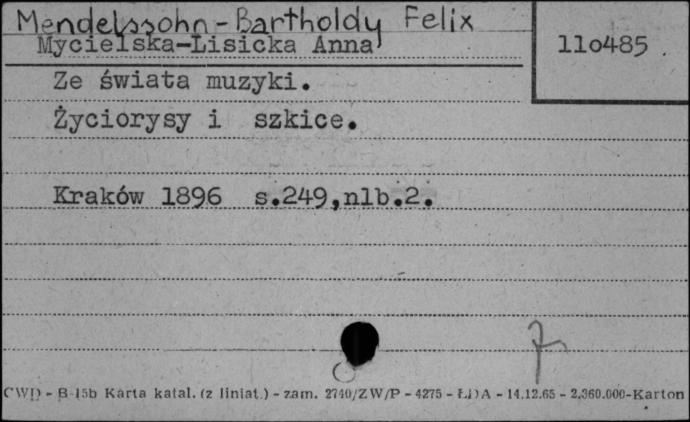 Mendelssohn-Bartholdy Felix
Mycielska-Lisicka Anna
110485
Ze świata muzyki.
Życiorysy i szkice.
Kraków 1896 s.249,nlb.2.
CWD - B-15b Karta katal. (z liniat.) - zam. 2740/ZW/P - 4275 - ŁDA - 14.12.65 - 2.360.000-Karton